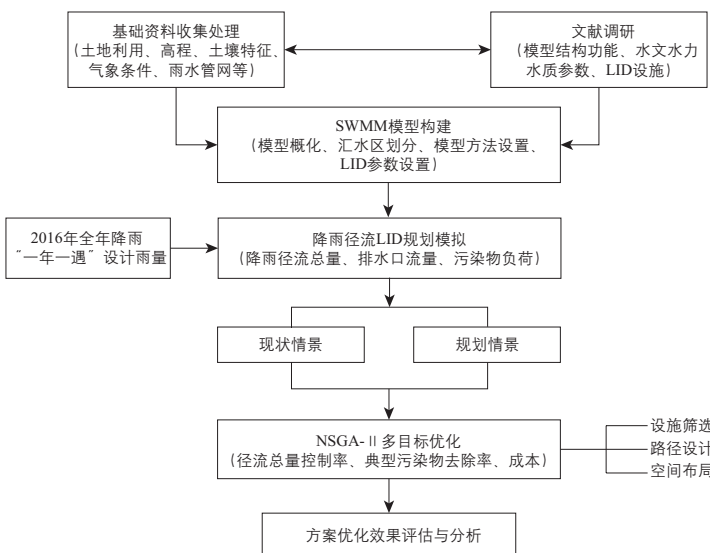 基础资料收集处理
(土地利用、高程、土壤特征、
气象条件、雨水管网等)
文献调研
(模型结构功能、水文水力
水质参数、LID设施)
SWMM模型构建
(模型概化、汇水区划分、模型方法设置、
LID参数设置)
2016年全年降雨
“一年一遇”设计雨量
降雨径流LID规划模拟
(降雨径流总量、排水口流量、污染物负荷)
现状情景
规划情景
NSGA-Ⅱ多目标优化
(径流总量控制率、典型污染物去除率、成本)
设施筛选
路径设计
空间布局
方案优化效果评估与分析